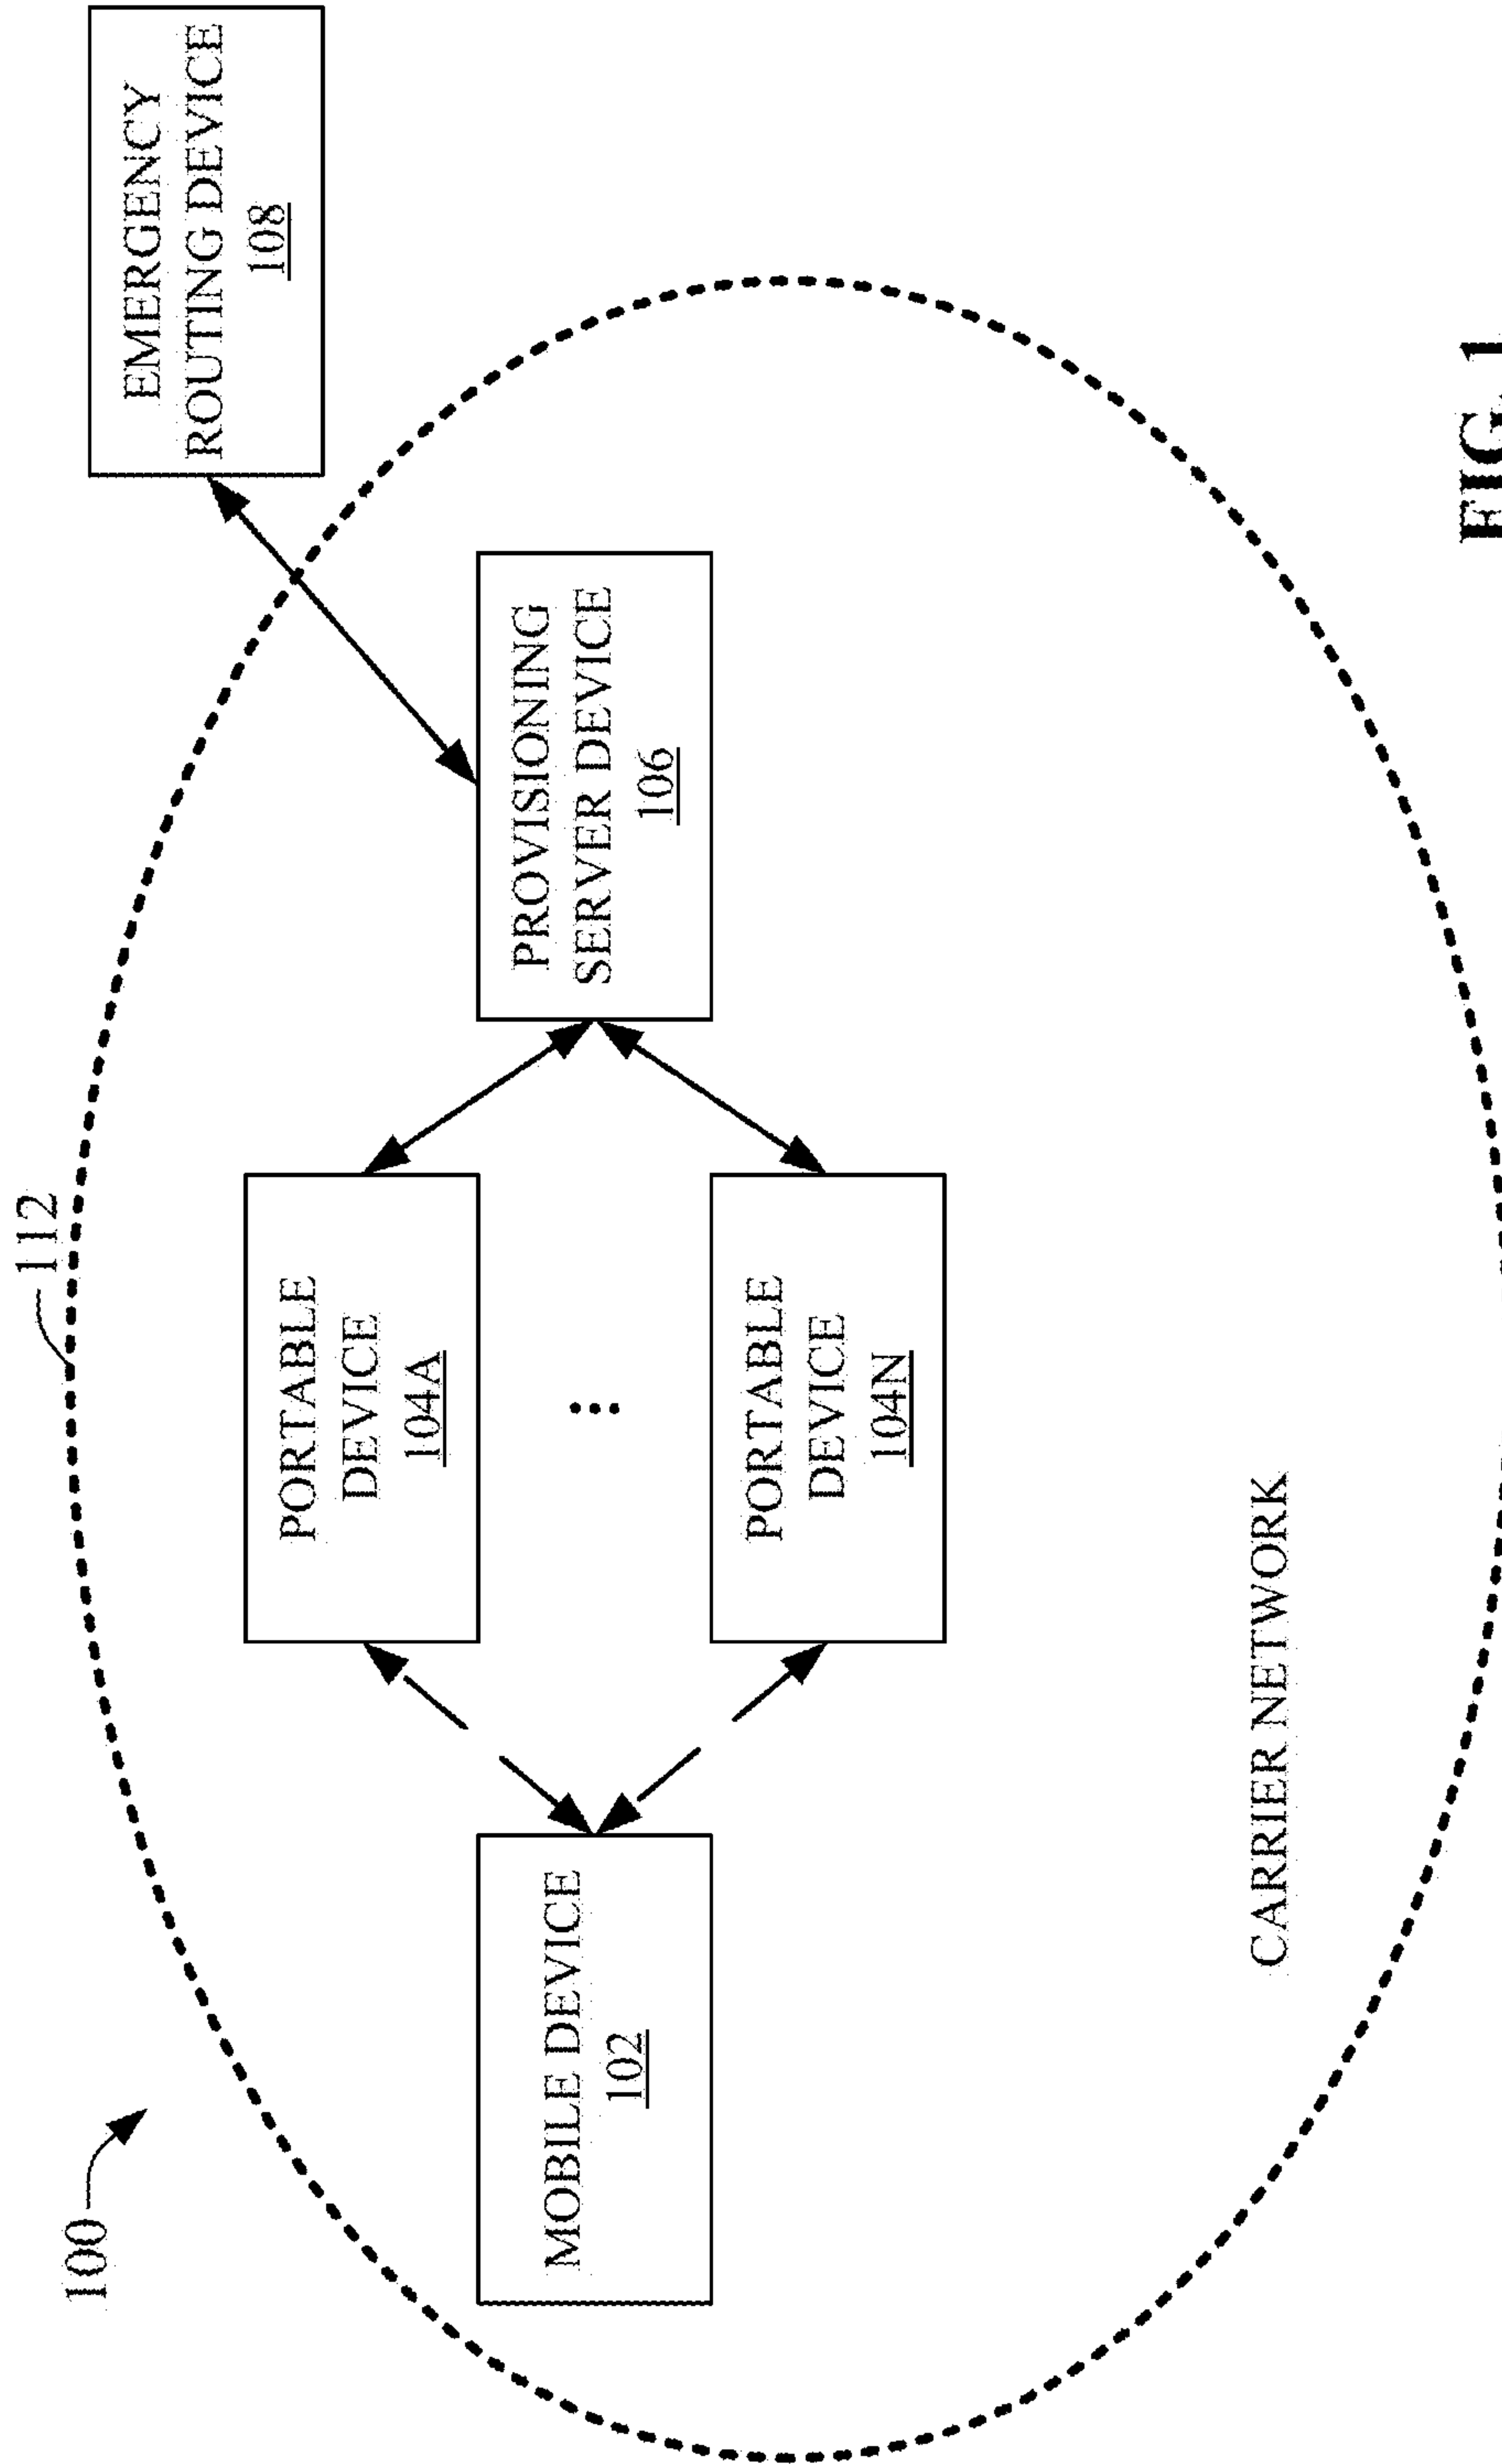 100
112
MOBILE DEVICE
102
PORTABLE
DEVICE
104A
...
PORTABLE
DEVICE
104N
PROVISIONING
SERVER DEVICE
106
EMERGENCY
ROUTING DEVICE
108
CARRIER NETWORK
FIG. 1